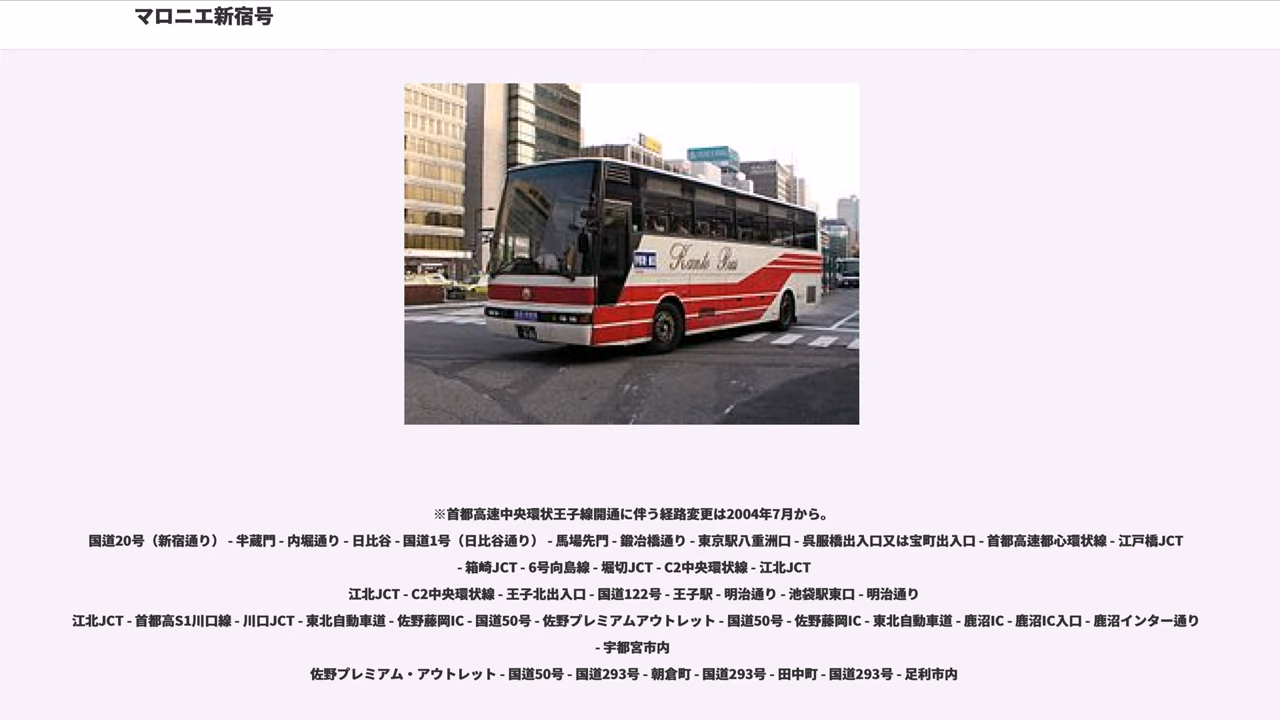 マロニエ新宿号
Kanto Bus
※首都高速中央環状王子線開通に伴う経路変更は2004年7月から。
国道20号（新宿通り） - 半蔵門 - 内堀通り - 日比谷 - 国道1号（日比谷通り） - 馬場先門 - 鍛冶橋通り - 東京駅八重洲口 - 呉服橋出入口又は宝町出入口 - 首都高速都心環状線 - 江戸橋JCT
- 箱崎JCT - 6号向島線 - 堀切JCT - C2中央環状線 - 江北JCT
江北JCT - C2中央環状線 - 王子北出入口 - 国道122号 - 王子駅 - 明治通り - 池袋駅東口 - 明治通り
江北JCT - 首都高S1川口線 - 川口JCT - 東北自動車道 - 佐野藤岡IC - 国道50号 - 佐野プレミアムアウトレット - 国道50号 - 佐野藤岡IC - 東北自動車道 - 鹿沼IC - 鹿沼IC入口 - 鹿沼インター通り
- 宇都宮市内
佐野プレミアム・アウトレット - 国道50号 - 国道293号 - 朝倉町 - 国道293号 - 田中町 - 国道293号 - 足利市内